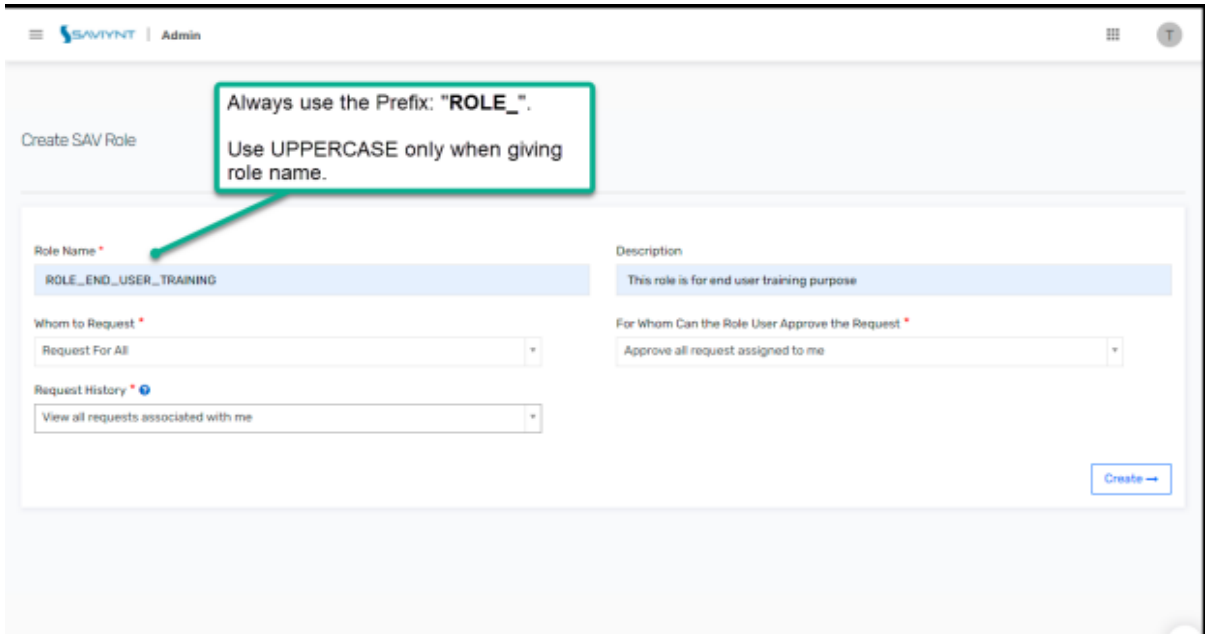 SAVIYNT | Admin
T
Always use the Prefix: "ROLE_".
Use UPPERCASE only when giving
role name.
Create SAV Role
Role Name *
Description
ROLE_END_USER_TRAINING
This role is for end user training purpose
Whom to Request *
For Whom Can the Role User Approve the Request *
Request For All
Approve all request assigned to me
Request History * ?
View all requests associated with me
Create →